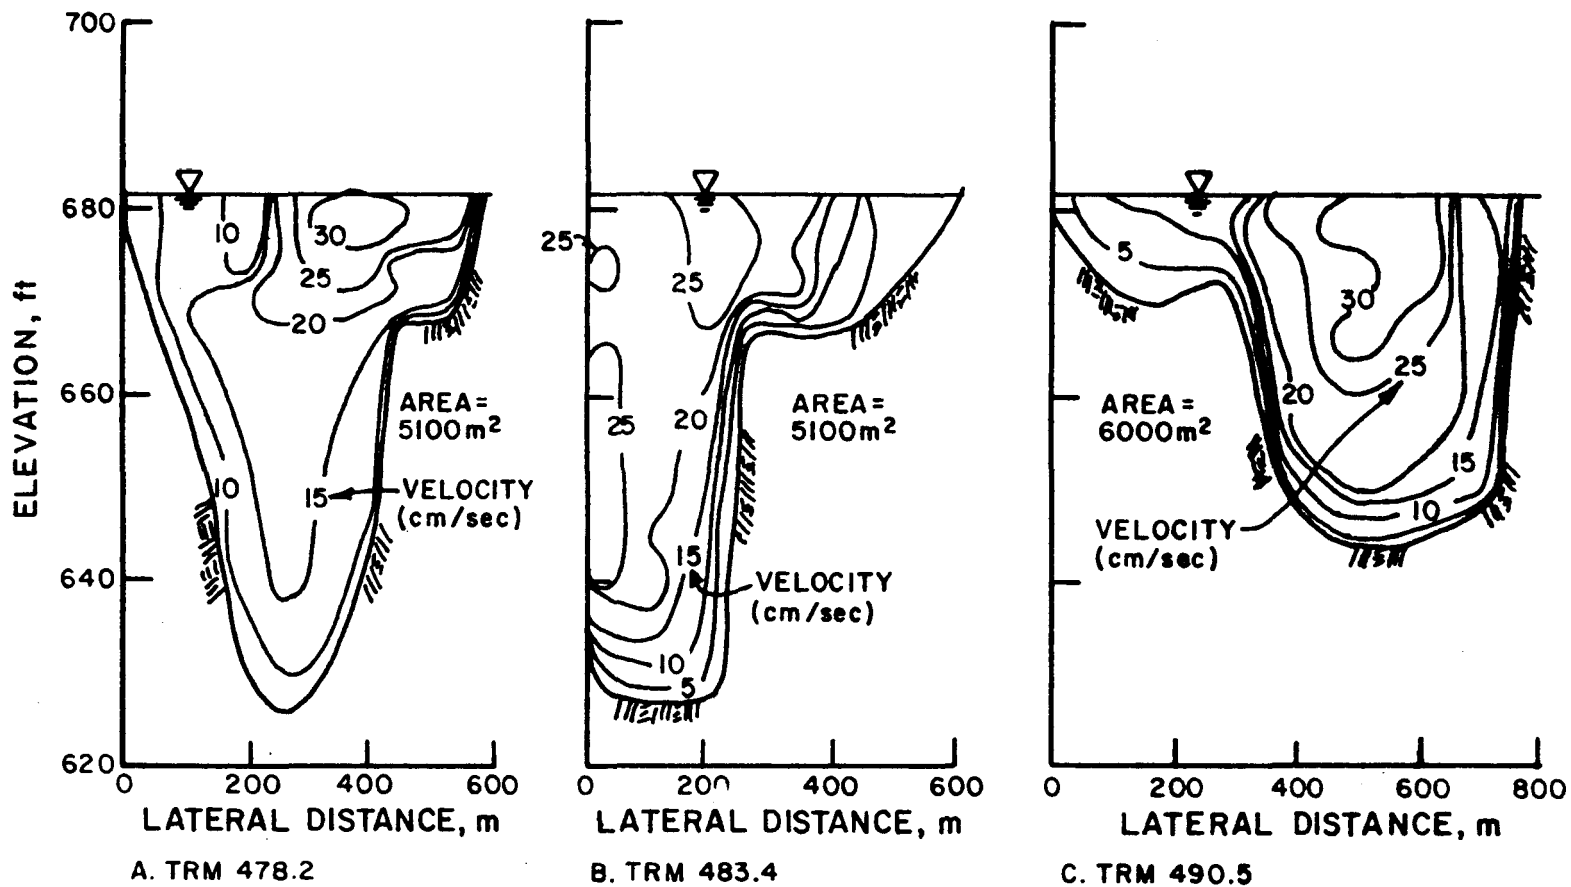 700
680
660
640
620
ELEVATION, ft
10
30
25
20
10
15
AREA=
5100m²
VELOCITY
(cm/sec)
0 200 400 600
LATERAL DISTANCE, m
A. TRM 478.2
25
25
25
20
15
10
5
AREA=
5100m²
VELOCITY
(cm/sec)
0 200 400 600
LATERAL DISTANCE, m
B. TRM 483.4
5
30
25
20
15
10
AREA=
6000m²
VELOCITY
(cm/sec)
0 200 400 600 800
LATERAL DISTANCE, m
C. TRM 490.5